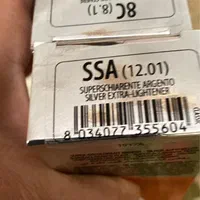 8C (8.1)
SSA (12.01)
SUPERSCHIARENTE ARGENTO
SILVER EXTRA-LIGHTENER
8 034077 355604